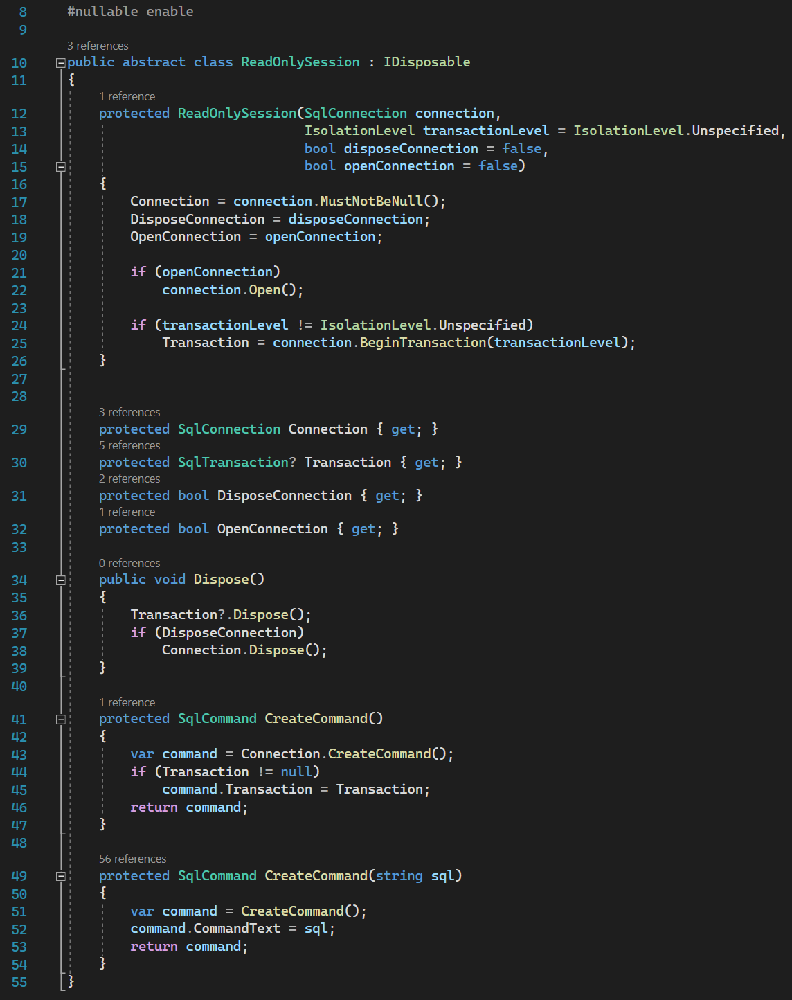 8 #nullable enable
9
3 references
10 public abstract class ReadOnlySession : IDisposable
11 {
1 reference
12 protected ReadOnlySession(SqlConnection connection,
13 IsolationLevel transactionLevel = IsolationLevel.Unspecified,
14 bool disposeConnection = false,
15 bool openConnection = false)
16 {
17 Connection = connection.MustNotBeNull();
18 DisposeConnection = disposeConnection;
19 OpenConnection = openConnection;
20
21 if (openConnection)
22 connection.Open();
23
24 if (transactionLevel != IsolationLevel.Unspecified)
25 Transaction = connection.BeginTransaction(transactionLevel);
26 }
27
28
3 references
29 protected SqlConnection Connection { get; }
5 references
30 protected SqlTransaction? Transaction { get; }
2 references
31 protected bool DisposeConnection { get; }
1 reference
32 protected bool OpenConnection { get; }
33
0 references
34 public void Dispose()
35 {
36 Transaction?.Dispose();
37 if (DisposeConnection)
38 Connection.Dispose();
39 }
40
1 reference
41 protected SqlCommand CreateCommand()
42 {
43 var command = Connection.CreateCommand();
44 if (Transaction != null)
45 command.Transaction = Transaction;
46 return command;
47 }
48
56 references
49 protected SqlCommand CreateCommand(string sql)
50 {
51 var command = CreateCommand();
52 command.CommandText = sql;
53 return command;
54 }
55 }